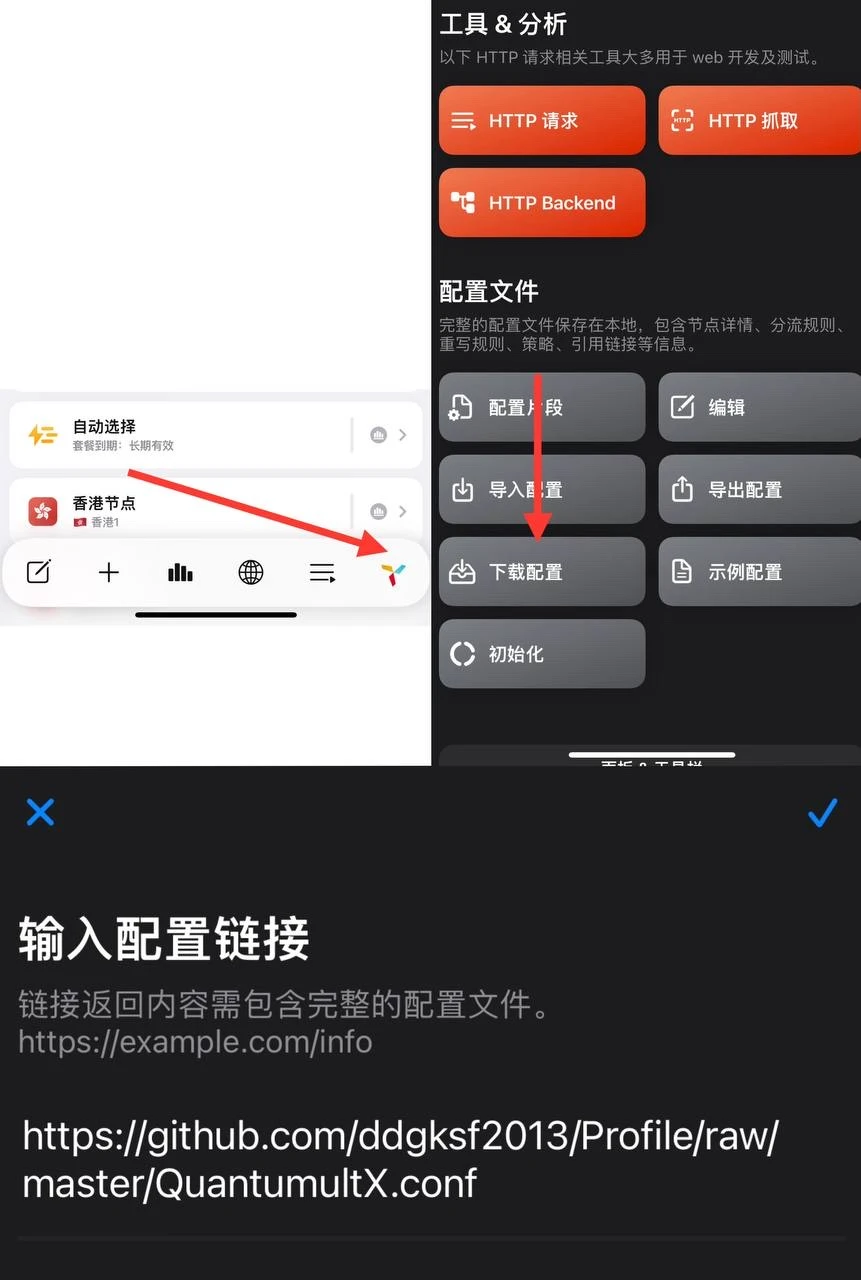 自动选择
套餐到期：长期有效
香港节点
🇭🇰 香港1
工具 & 分析
以下 HTTP 请求相关工具大多用于 web 开发及测试。
HTTP 请求
HTTP 抓取
HTTP Backend
配置文件
完整的配置文件保存在本地，包含节点详情、分流规则、
重写规则、策略、引用链接等信息。
配置片段
编辑
导入配置
导出配置
下载配置
示例配置
初始化
输入配置链接
链接返回内容需包含完整的配置文件。
https://example.com/info
https://github.com/ddgksf2013/Profile/raw/
master/QuantumultX.conf